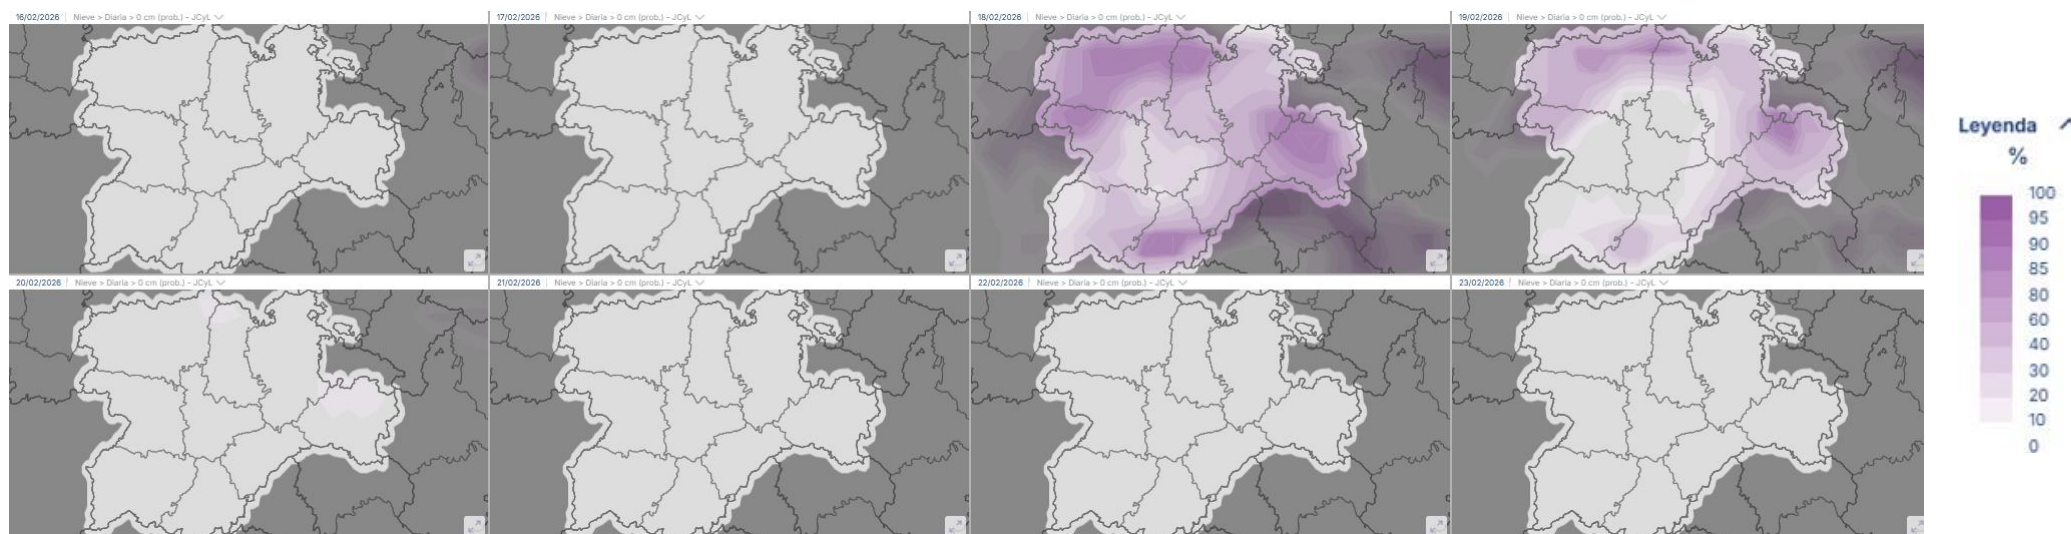 16/02/2026 Nieve > Diaria > 0 cm (prob.) - JCyL
17/02/2026 Nieve > Diaria > 0 cm (prob.) - JCyL
18/02/2026 Nieve > Diaria > 0 cm (prob.) - JCyL
19/02/2026 Nieve > Diaria > 0 cm (prob.) - JCyL
20/02/2026 Nieve > Diaria > 0 cm (prob.) - JCyL
21/02/2026 Nieve > Diaria > 0 cm (prob.) - JCyL
22/02/2026 Nieve > Diaria > 0 cm (prob.) - JCyL
23/02/2026 Nieve > Diaria > 0 cm (prob.) - JCyL
Leyenda
%
100
95
90
85
80
60
40
30
20
10
0